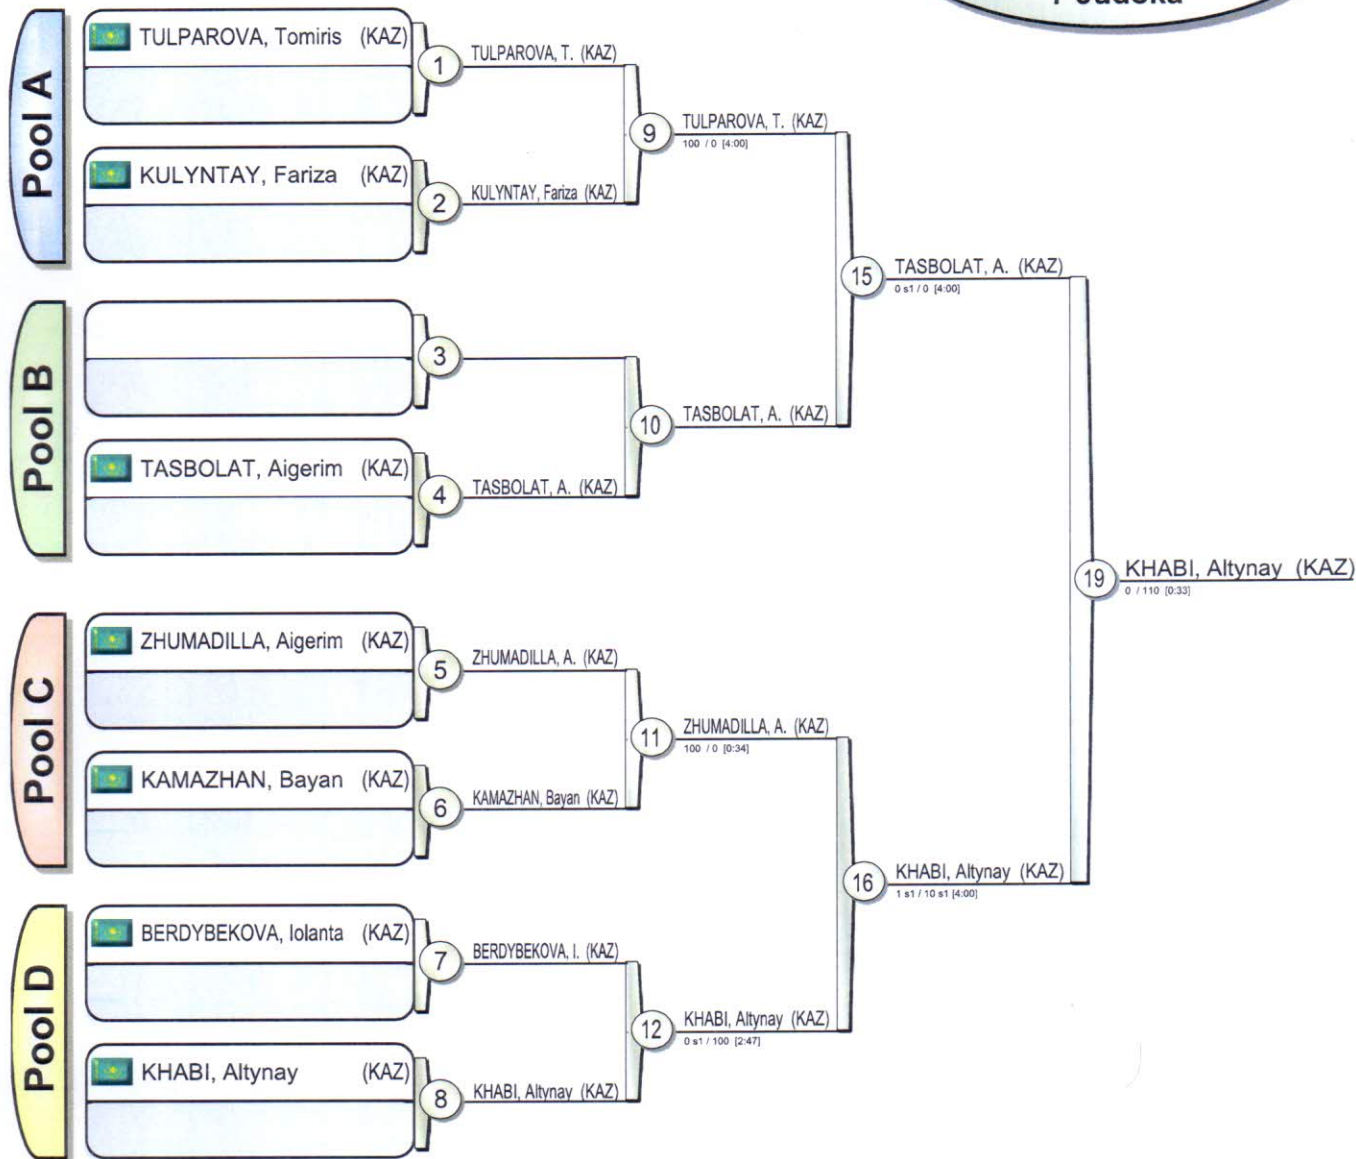 7 Judoka
Pool A
TULPAROVA, Tomiris (KAZ)
1
TULPAROVA, T. (KAZ)
KULYNTAY, Fariza (KAZ)
2
KULYNTAY, Fariza (KAZ)
9
TULPAROVA, T. (KAZ)
100 / 0 [4:00]
Pool B
3
TASBOLAT, Aigerim (KAZ)
4
TASBOLAT, A. (KAZ)
10
TASBOLAT, A. (KAZ)
15
TASBOLAT, A. (KAZ)
0 s1 / 0 [4:00]
Pool C
ZHUMADILLA, Aigerim (KAZ)
5
ZHUMADILLA, A. (KAZ)
KAMAZHAN, Bayan (KAZ)
6
KAMAZHAN, Bayan (KAZ)
11
ZHUMADILLA, A. (KAZ)
100 / 0 [0:34]
Pool D
BERDYBEKOVA, Iolanta (KAZ)
7
BERDYBEKOVA, I. (KAZ)
KHABI, Altynay (KAZ)
8
KHABI, Altynay (KAZ)
12
KHABI, Altynay (KAZ)
0 s1 / 100 [2:47]
16
KHABI, Altynay (KAZ)
1 s1 / 10 s1 [4:00]
19
KHABI, Altynay (KAZ)
0 / 110 [0:33]